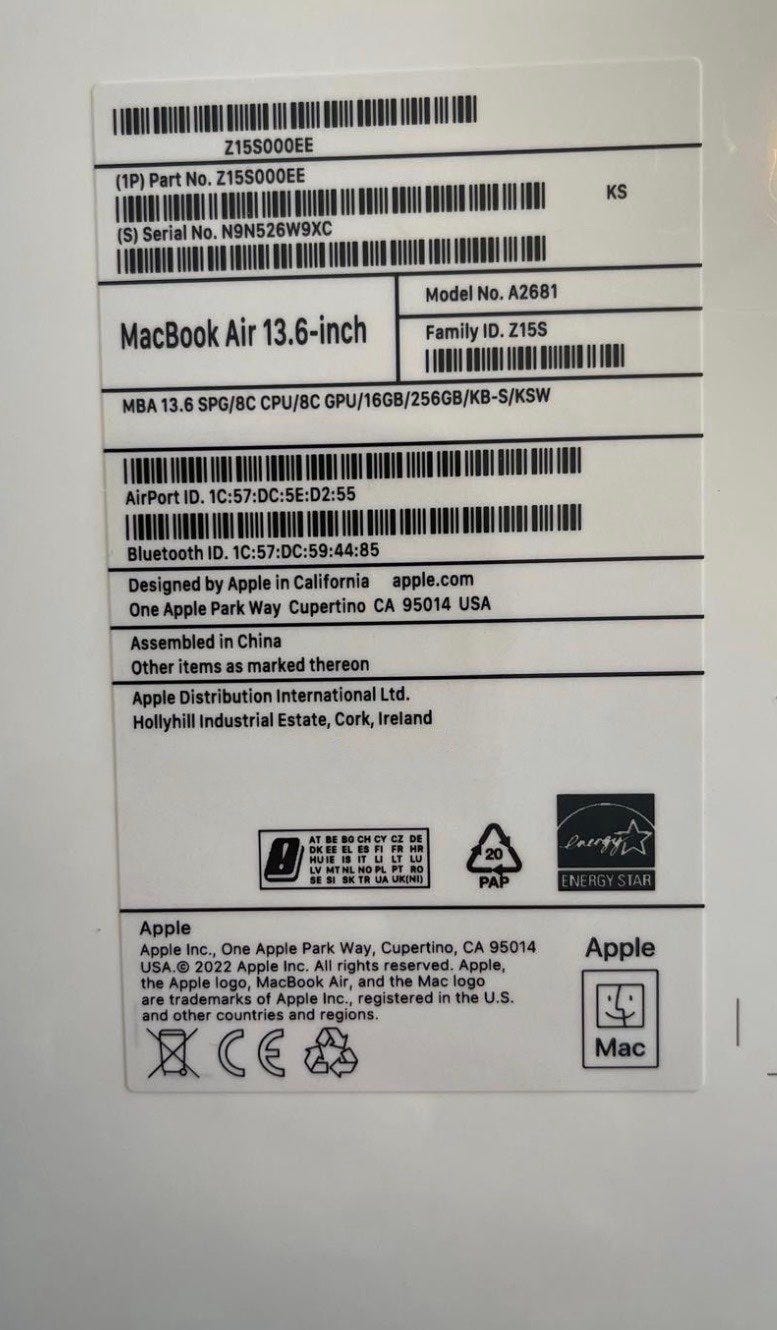 Z15S000EE
(1P) Part No. Z15S000EE
KS
(S) Serial No. N9N526W9XC
MacBook Air 13.6-inch
Model No. A2681
Family ID. Z15S
MBA 13.6 SPG/8C CPU/8C GPU/16GB/256GB/KB-S/KSW
AirPort ID. 1C:57:DC:5E:D2:55
Bluetooth ID. 1C:57:DC:59:44:85
Designed by Apple in California apple.com
One Apple Park Way Cupertino CA 95014 USA
Assembled in China
Other items as marked thereon
Apple Distribution International Ltd.
Hollyhill Industrial Estate, Cork, Ireland
AT BE BG CH CY CZ DE
DK EE EL ES FI FR HR
HU IE IS IT LI LT LU
LV MT NL NO PL PT RO
SE SI SK TR UA UK(NI)
20
PAP
energy
ENERGY STAR
Apple
Apple Inc., One Apple Park Way, Cupertino, CA 95014
USA.© 2022 Apple Inc. All rights reserved. Apple,
the Apple logo, MacBook Air, and the Mac logo
are trademarks of Apple Inc., registered in the U.S.
and other countries and regions.
CE
Apple
Mac